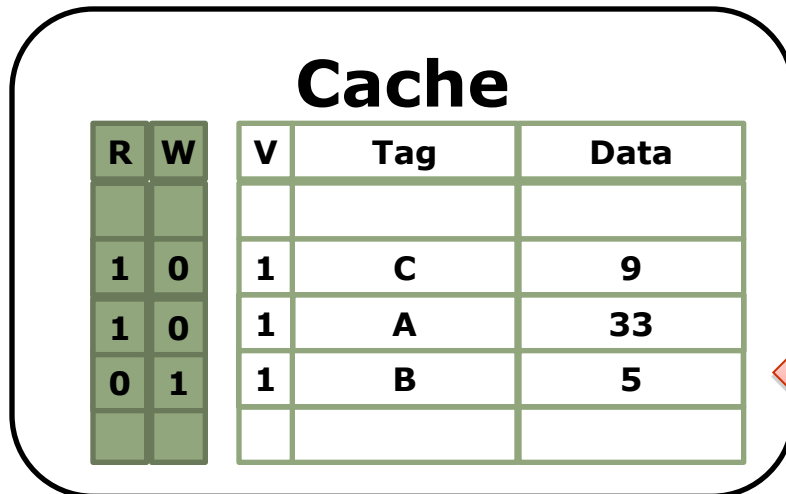 Cache
R W V Tag Data
1 0 1 C 9
1 0 1 A 33
0 1 1 B 5